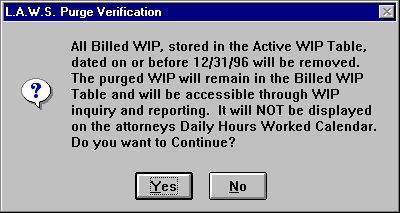 L.A.W.S. Purge Verification
All Billed WIP, stored in the Active WIP Table,
dated on or before 12/31/96 will be removed.
The purged WIP will remain in the Billed WIP
Table and will be accessible through WIP
inquiry and reporting.  It will NOT be displayed
on the attorneys Daily Hours Worked Calendar.
Do you want to Continue?
?
Yes No